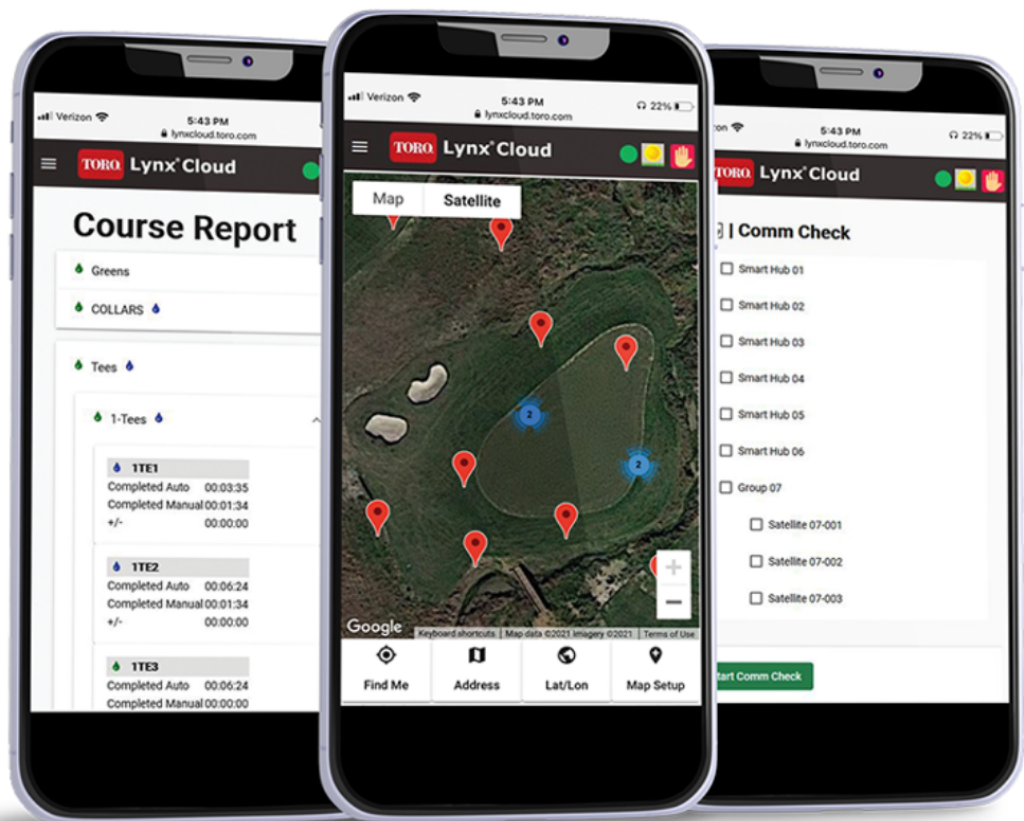 Verizon
5:43 PM
lynxcloud.toro.com
TORO Lynx® Cloud
Course Report
Greens
COLLARS
Tees
1-Tees
1TE1
Completed Auto 00:03:35
Completed Manual 00:01:34
+/- 00:00:00
1TE2
Completed Auto 00:06:24
Completed Manual 00:01:34
+/- 00:00:00
1TE3
Completed Auto 00:06:24
Completed Manual 00:00:00
Verizon
5:43 PM
22%
lynxcloud.toro.com
TORO Lynx® Cloud
Map Satellite
2
2
+
−
Google
Keyboard shortcuts Map data ©2021 Imagery ©2021 Terms of Use
Find Me Address Lat/Lon Map Setup
zon
5:43 PM
22%
lynxcloud.toro.com
TORO Lynx® Cloud
| Comm Check
Smart Hub 01
Smart Hub 02
Smart Hub 03
Smart Hub 04
Smart Hub 05
Smart Hub 06
Group 07
Satellite 07-001
Satellite 07-002
Satellite 07-003
tart Comm Check